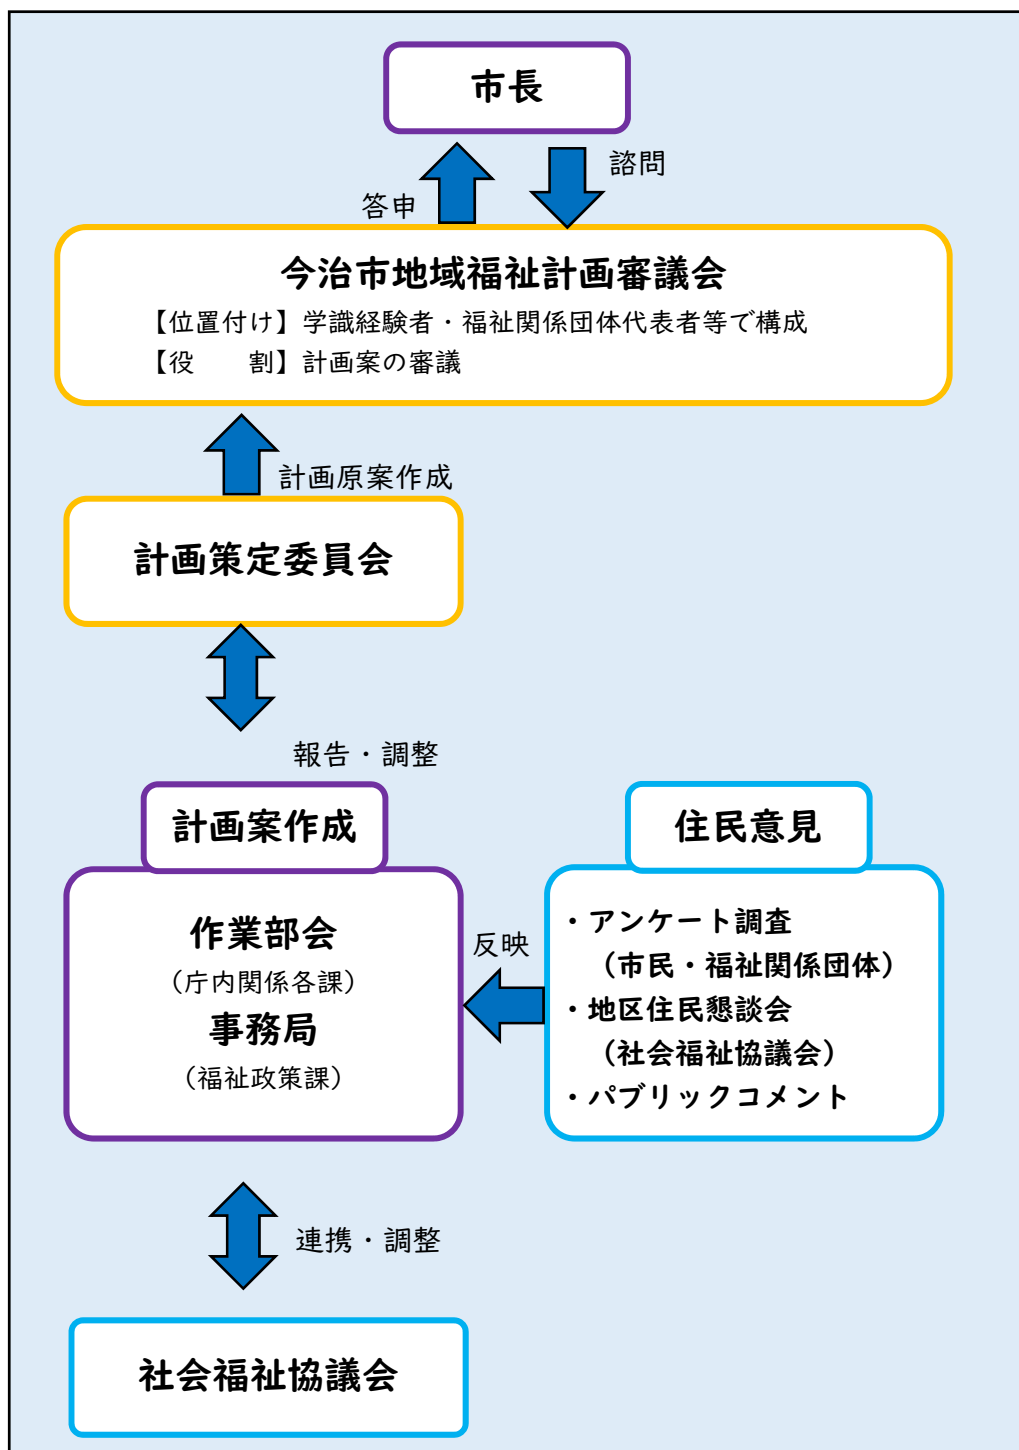 市長
諮問
答申
今治市地域福祉計画審議会
【位置付け】学識経験者・福祉関係団体代表者等で構成
【役　　割】計画案の審議
計画原案作成
計画策定委員会
報告・調整
計画案作成
作業部会
（庁内関係各課）
事務局
（福祉政策課）
住民意見
反映
・アンケート調査
（市民・福祉関係団体）
・地区住民懇談会
（社会福祉協議会）
・パブリックコメント
連携・調整
社会福祉協議会